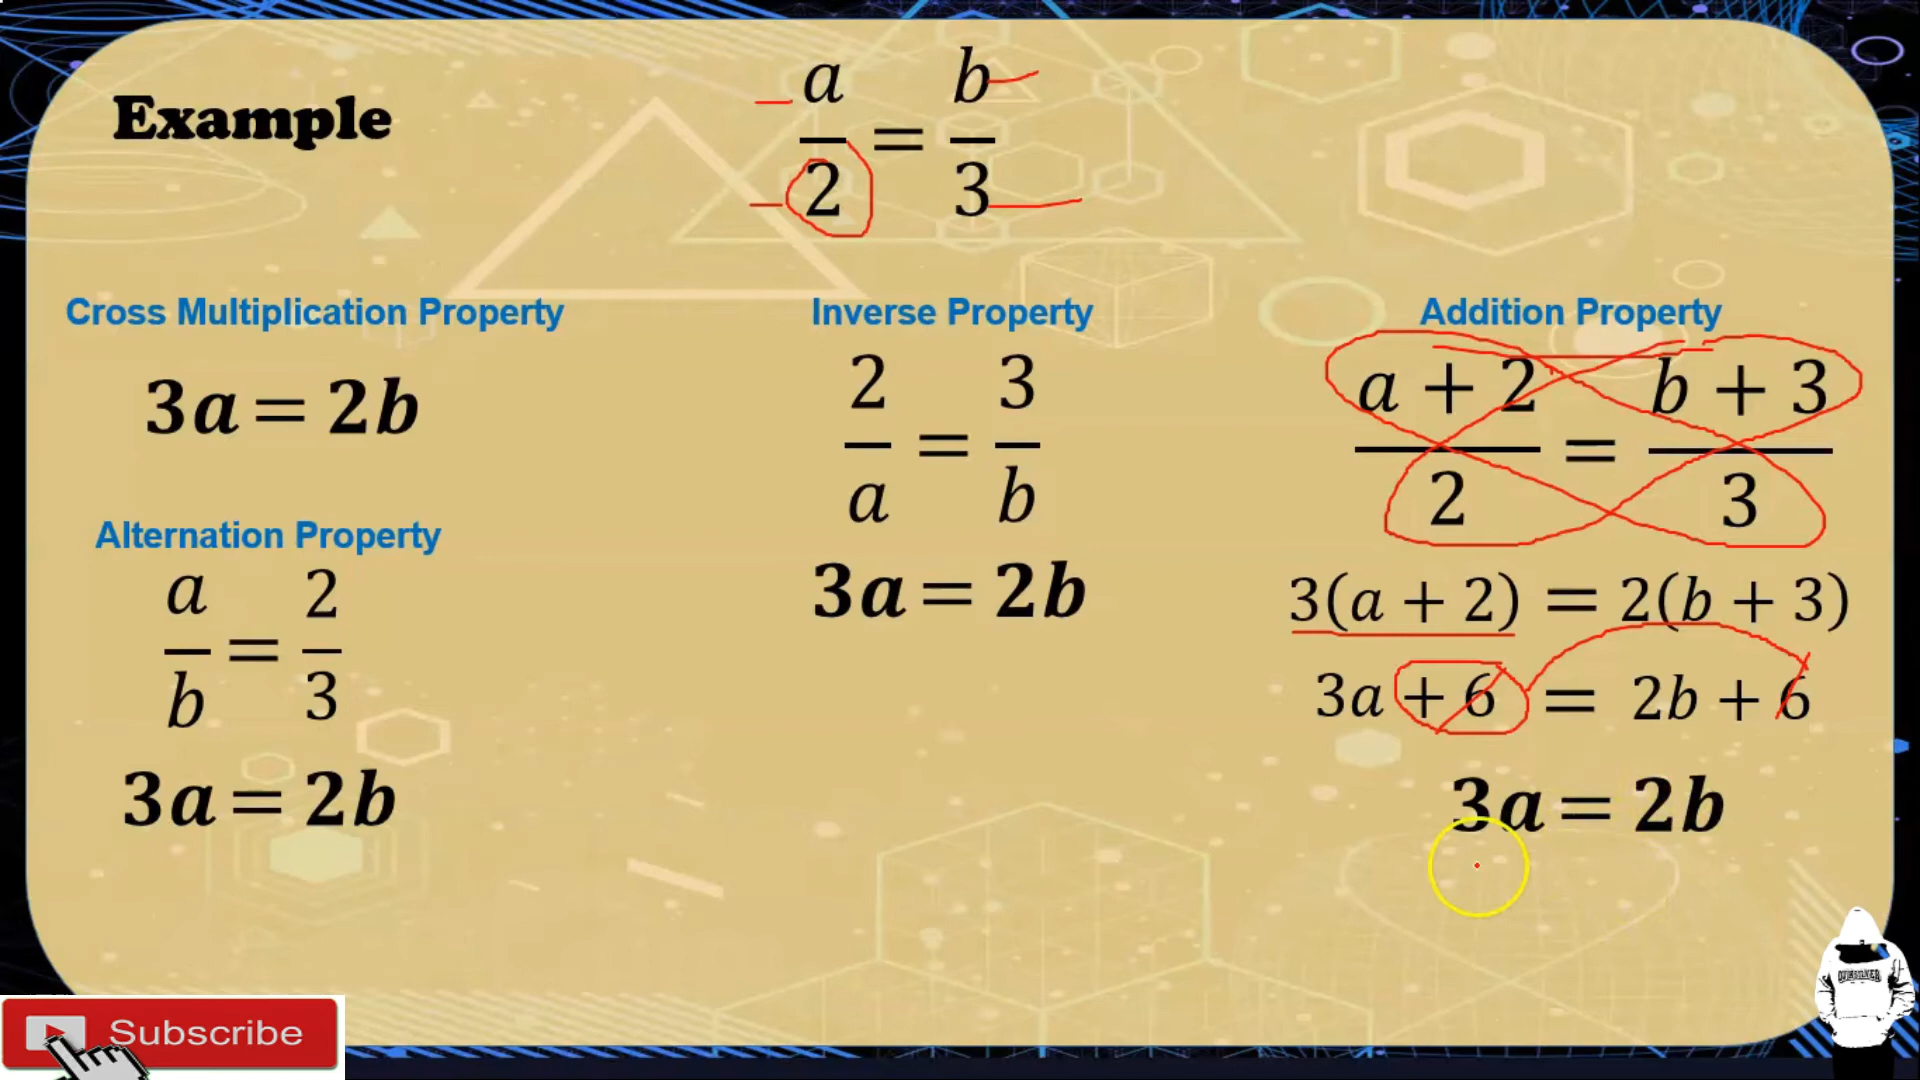 Example
a/2 = b/3
Cross Multiplication Property
3a = 2b
Alternation Property
a/b = 2/3
3a = 2b
Inverse Property
2/a = 3/b
3a = 2b
Addition Property
(a + 2)/2 = (b + 3)/3
3(a + 2) = 2(b + 3)
3a + 6 = 2b + 6
3a = 2b
Subscribe
QUIKSILVER